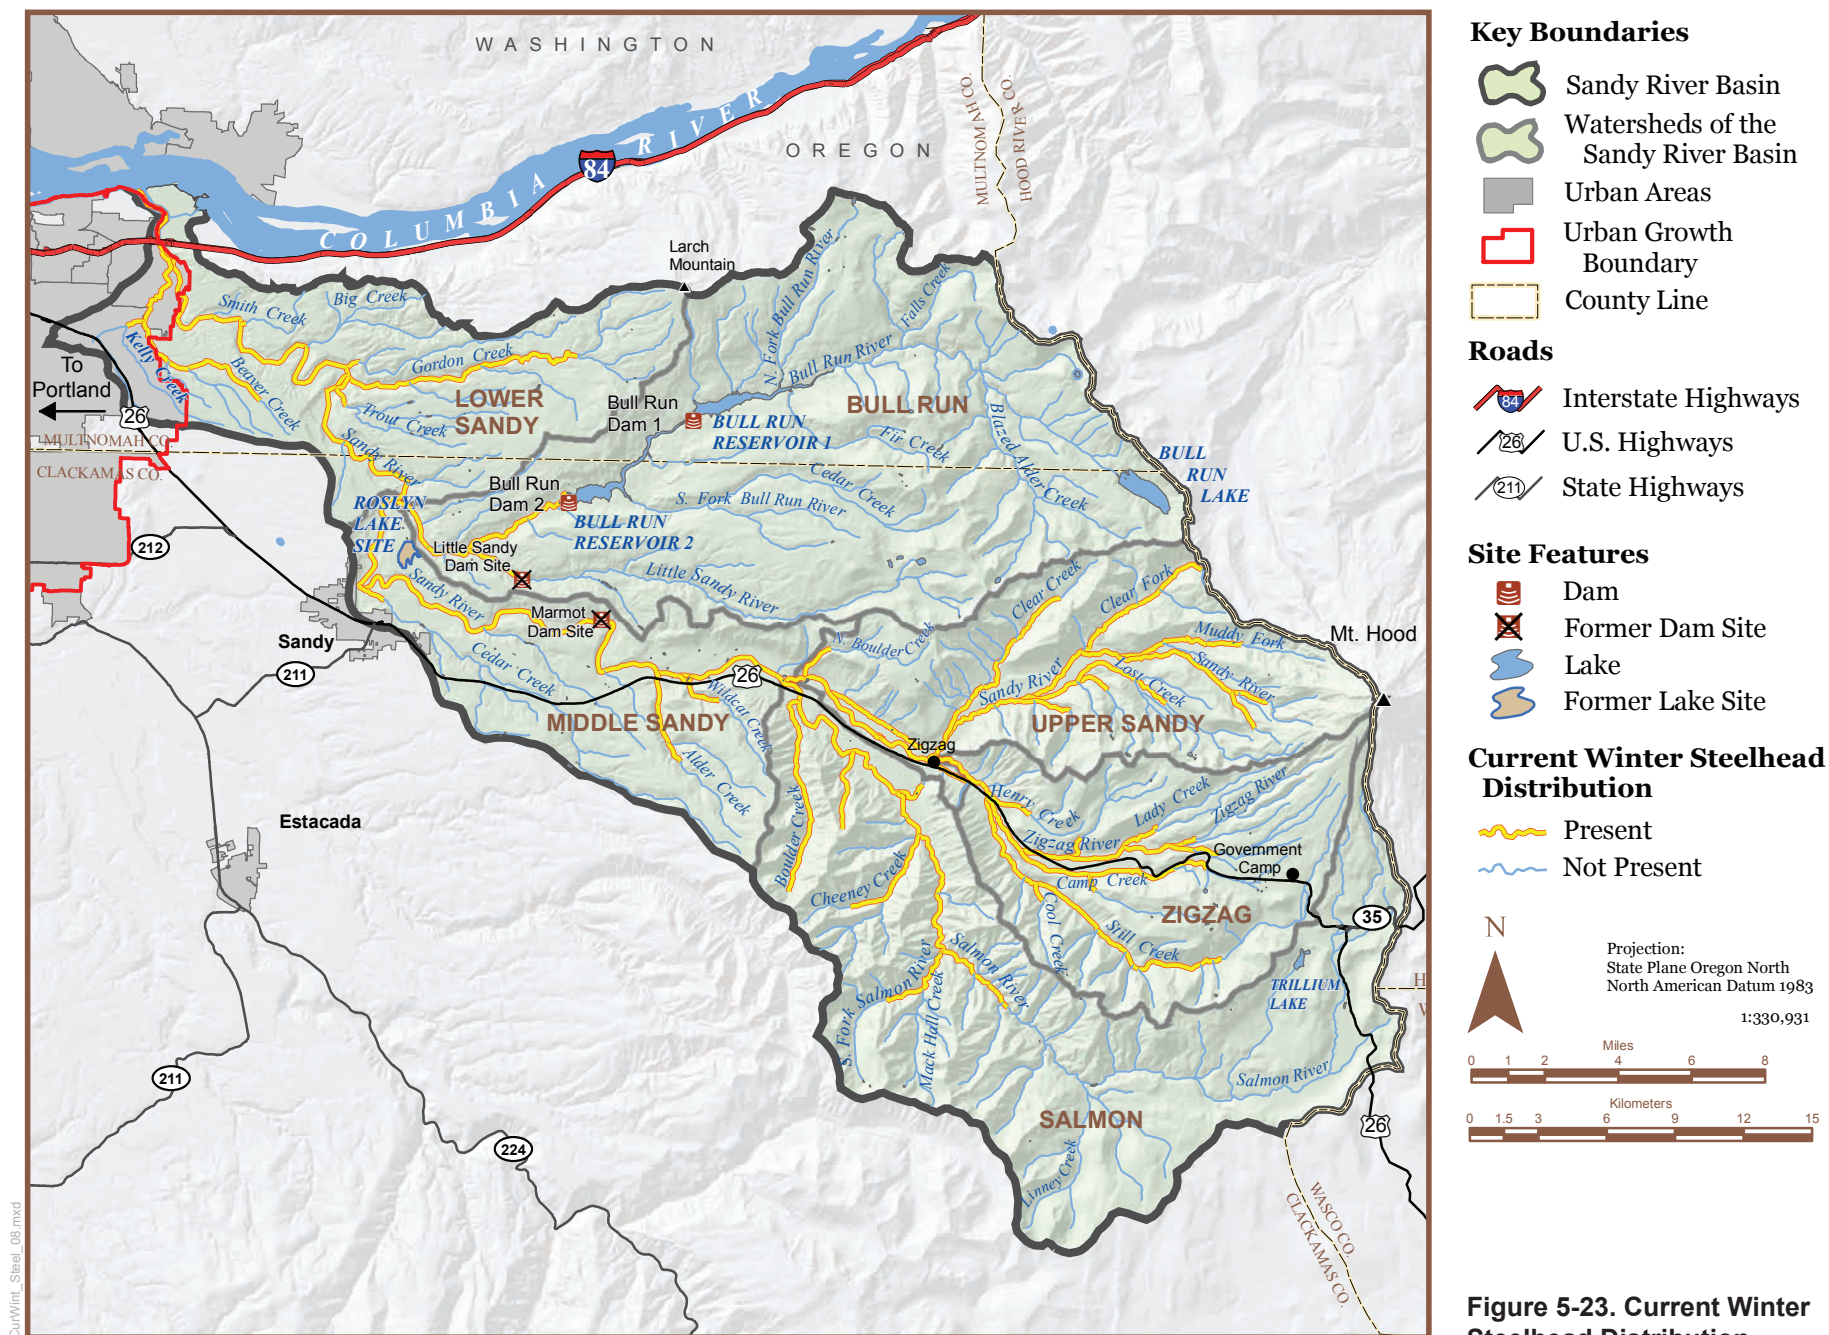 WASHINGTON
OREGON
COLUMBIA RIVER
84
MULTNOMAH CO.
HOOD RIVER CO.
Larch
Mountain
Smith Creek
Big Creek
Gordon Creek
Kelly Creek
Beaver Creek
Trout Creek
Sandy River
LOWER
SANDY
To
Portland
26
MULTNOMAH CO.
CLACKAMAS CO.
N. Fork Bull Run River
Falls Creek
Bull Run River
BULL RUN
Bull Run
Dam 1
BULL RUN
RESERVOIR 1
Fir Creek
Blazed Alder Creek
Cedar Creek
S. Fork Bull Run River
BULL
RUN
LAKE
Bull Run
Dam 2
BULL RUN
RESERVOIR 2
ROSLYN
LAKE
SITE
Little Sandy
Dam Site
Little Sandy River
212
Sandy River
Marmot
Dam Site
Sandy
211
Cedar Creek
MIDDLE SANDY
Wildcat Creek
Alder Creek
26
N. Boulder Creek
Clear Creek
Clear Fork
Muddy Fork
Sandy River
Lost Creek
Sandy River
UPPER SANDY
Mt. Hood
Zigzag
Henry Creek
Lady Creek
Zigzag River
Zigzag River
Government
Camp
Camp Creek
Cool Creek
Still Creek
ZIGZAG
35
Boulder Creek
Cheeney Creek
Salmon River
S. Fork Salmon River
Mack Hall Creek
TRILLIUM
LAKE
Salmon River
SALMON
Linney Creek
26
H
W
WASCO CO.
CLACKAMAS CO.
Estacada
211
224
CurWint_Steel_08.mxd
Key Boundaries
Sandy River Basin
Watersheds of the
Sandy River Basin
Urban Areas
Urban Growth
Boundary
County Line
Roads
84
Interstate Highways
26
U.S. Highways
211
State Highways
Site Features
Dam
Former Dam Site
Lake
Former Lake Site
Current Winter Steelhead
Distribution
Present
Not Present
N
Projection:
State Plane Oregon North
North American Datum 1983
1:330,931
Miles
0 1 2 4 6 8
Kilometers
0 1.5 3 6 9 12 15
Figure 5-23. Current Winter
Steelhead Distribution